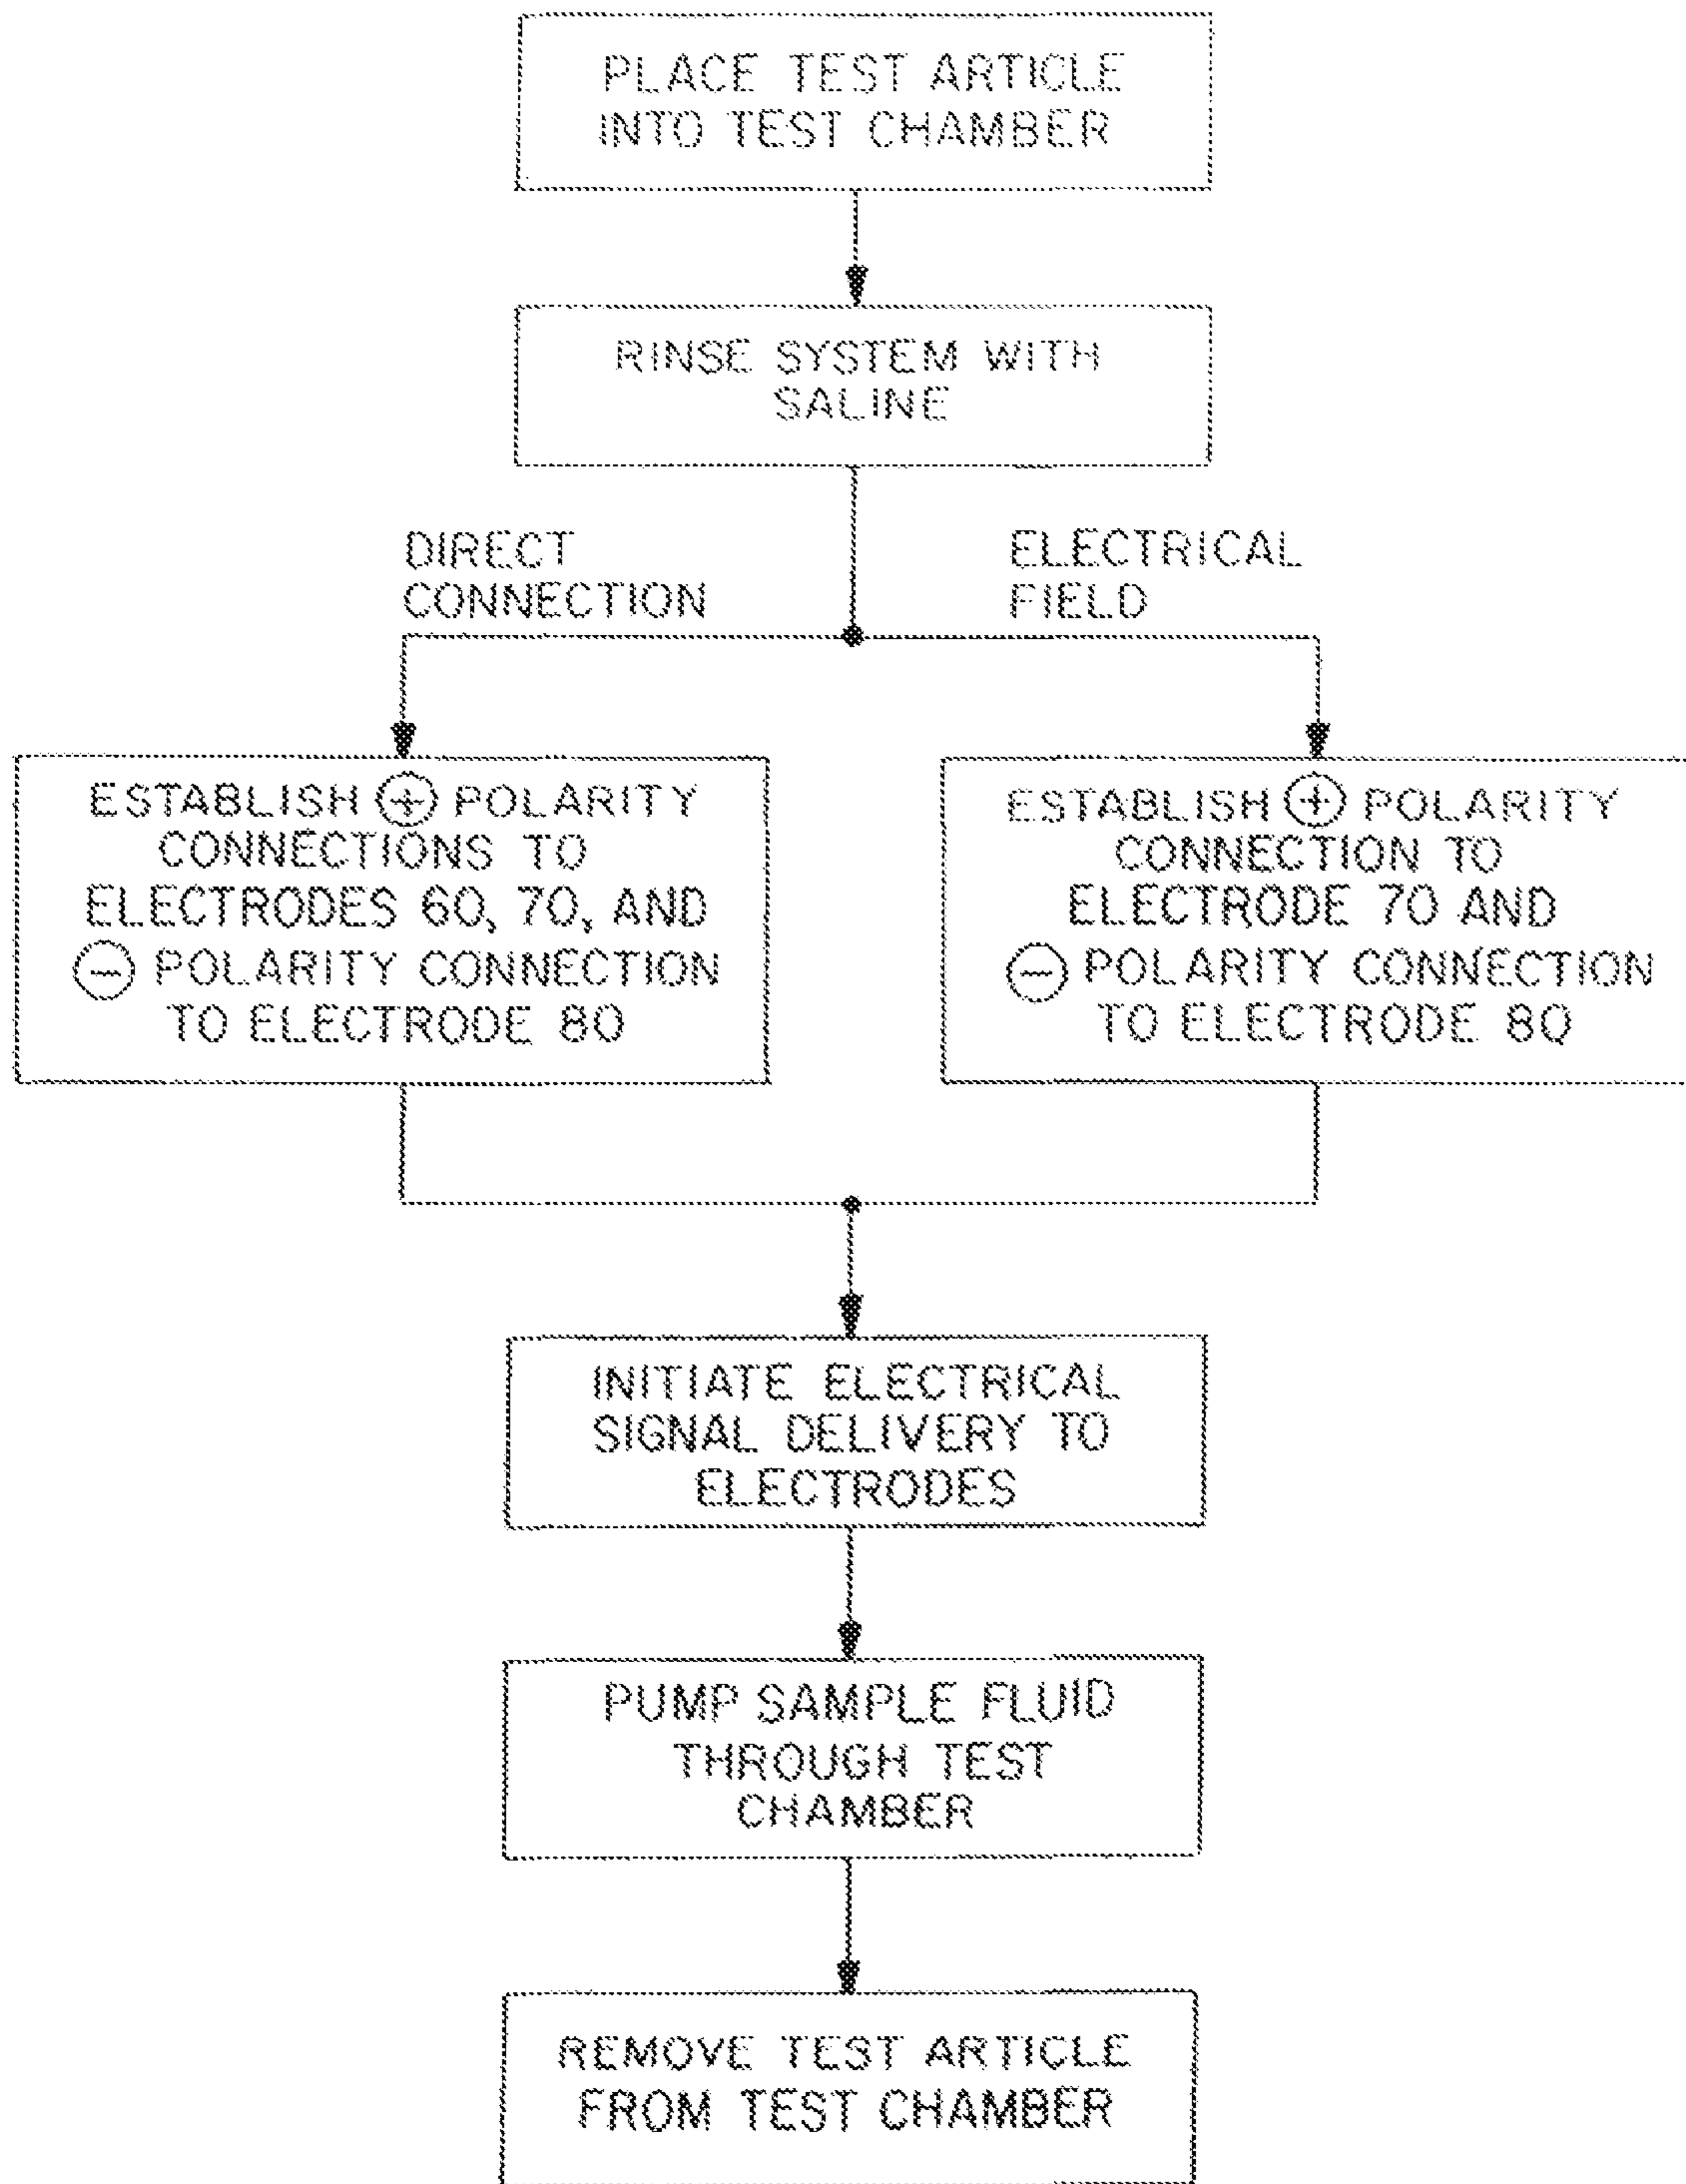 PLACE TEST ARTICLE
INTO TEST CHAMBER
RINSE SYSTEM WITH
SALINE
DIRECT
CONNECTION
ELECTRICAL
FIELD
ESTABLISH ⊕ POLARITY
CONNECTIONS TO
ELECTRODES 60, 70, AND
⊖ POLARITY CONNECTION
TO ELECTRODE 80
ESTABLISH ⊕ POLARITY
CONNECTION TO
ELECTRODE 70 AND
⊖ POLARITY CONNECTION
TO ELECTRODE 80
INITIATE ELECTRICAL
SIGNAL DELIVERY TO
ELECTRODES
PUMP SAMPLE FLUID
THROUGH TEST
CHAMBER
REMOVE TEST ARTICLE
FROM TEST CHAMBER